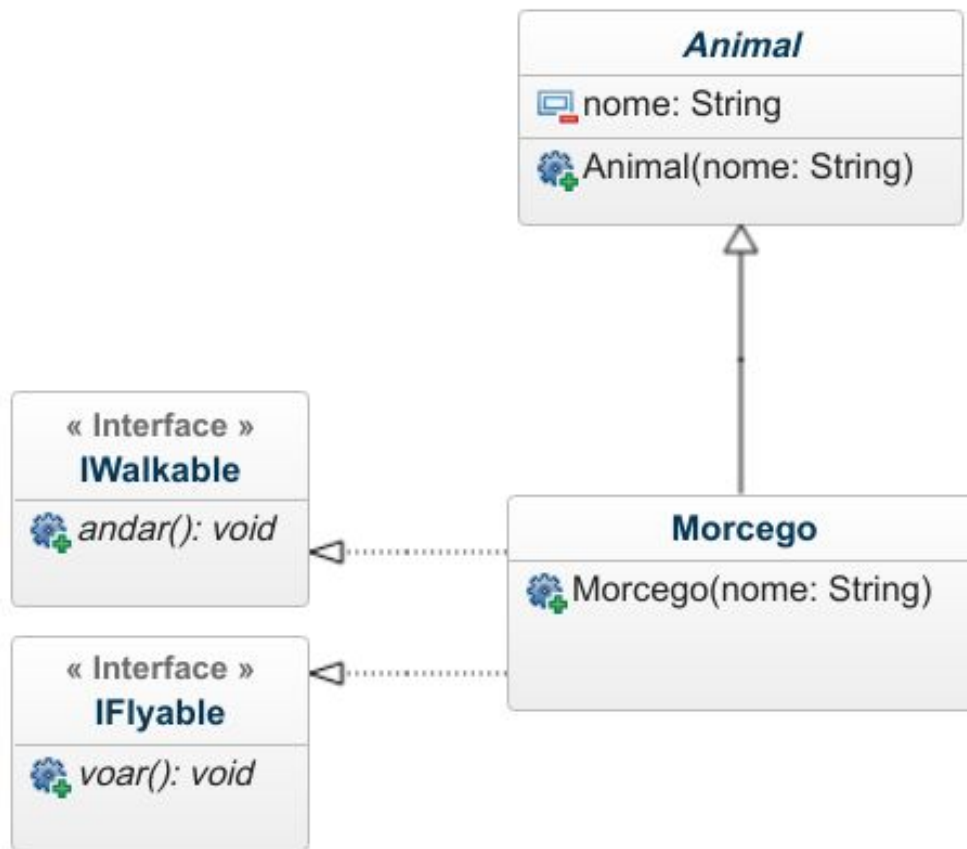 Animal
nome: String
Animal(nome: String)
« Interface »
IWalkable
andar(): void
Morcego
Morcego(nome: String)
« Interface »
IFlyable
voar(): void